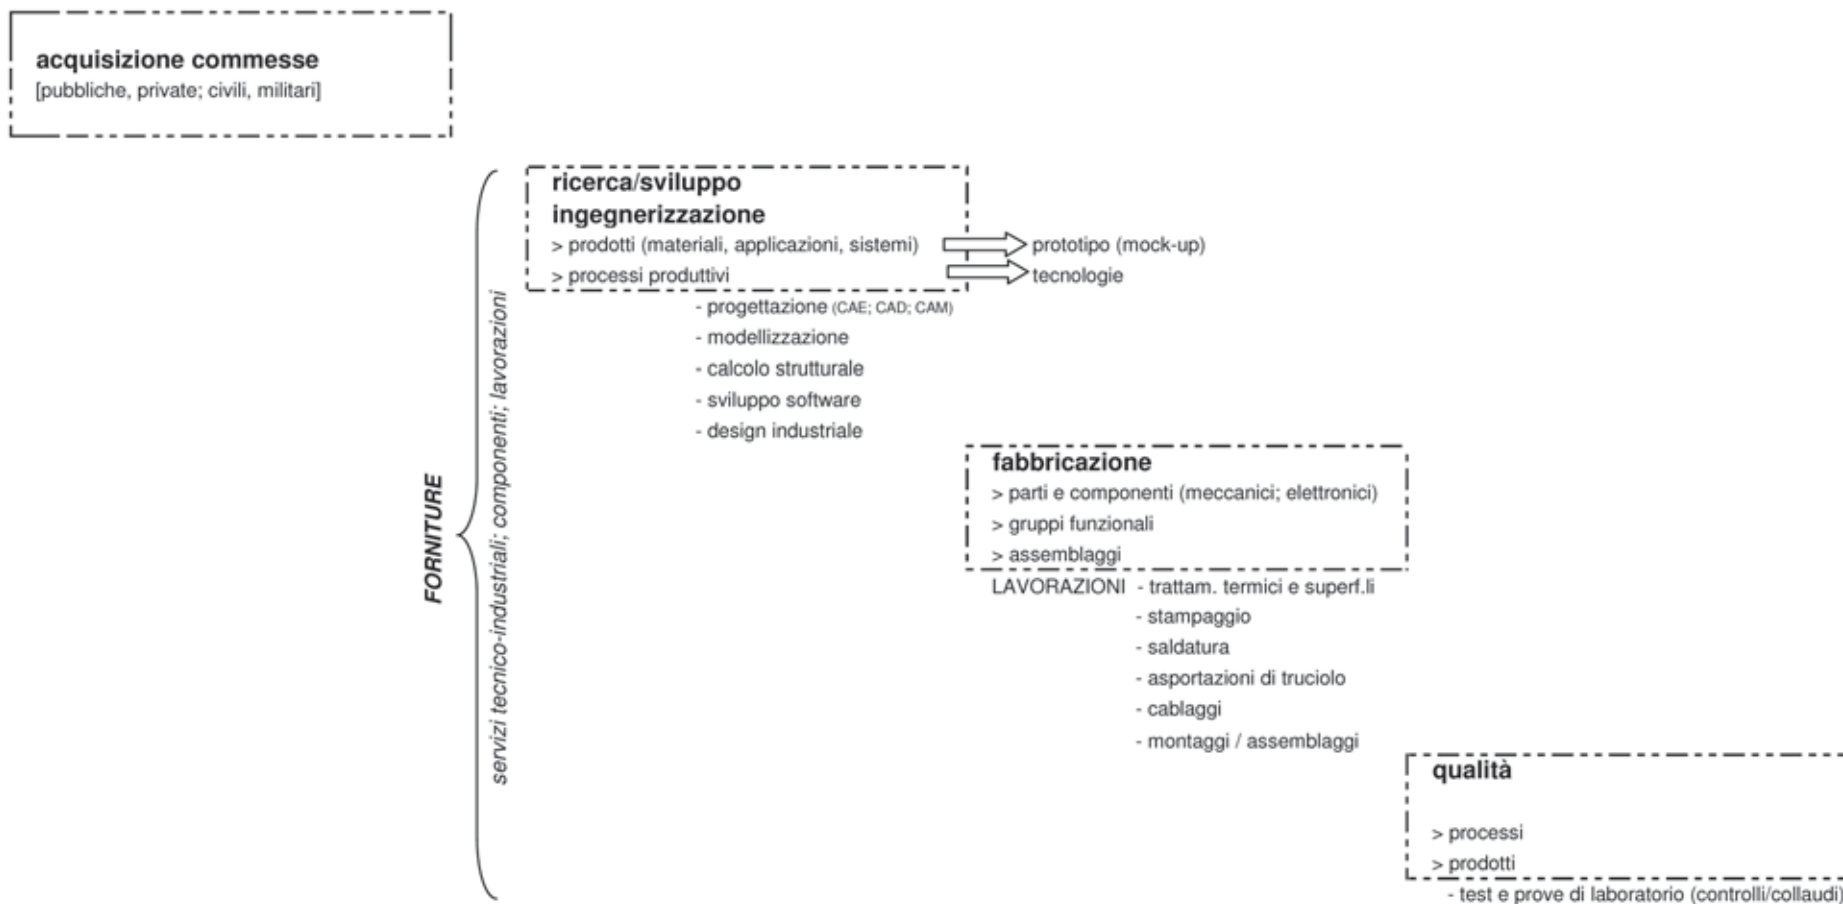 acquisizione commesse
[pubbliche, private; civili, militari]
FORNITURE
servizi tecnico-industriali; componenti; lavorazioni
ricerca/sviluppo
ingegnerizzazione
> prodotti (materiali, applicazioni, sistemi)
prototipo (mock-up)
> processi produttivi
tecnologie
- progettazione (CAE; CAD; CAM)
- modellizzazione
- calcolo strutturale
- sviluppo software
- design industriale
fabbricazione
> parti e componenti (meccanici; elettronici)
> gruppi funzionali
> assemblaggi
LAVORAZIONI - trattam. termici e superf.li
- stampaggio
- saldatura
- asportazioni di truciolo
- cablaggi
- montaggi / assemblaggi
qualità
> processi
> prodotti
- test e prove di laboratorio (controlli/collaudi)